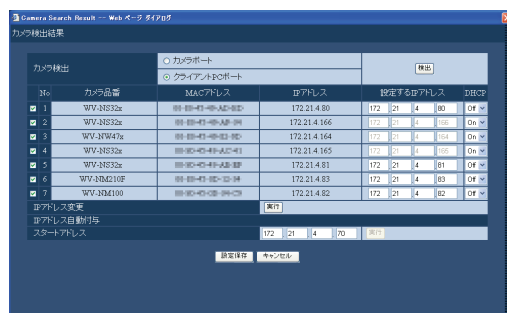 Camera Search Result -- Web ページ ダイアログ
カメラ検出結果
カメラ検出 カメラポート 検出
クライアントPCポート
No カメラ品番 MACアドレス IPアドレス 設定するIPアドレス DHCP
1 WV-NS32x 172.21.4.80 172 21 4 80 Off
2 WV-NS32x 172.21.4.166 172 21 4 166 On
3 WV-NW47x 172.21.4.164 172 21 4 164 On
4 WV-NS32x 172.21.4.165 172 21 4 165 On
5 WV-NS32x 172.21.4.81 172 21 4 81 Off
6 WV-NM210F 172.21.4.83 172 21 4 83 Off
7 WV-NM100 172.21.4.82 172 21 4 82 Off
IPアドレス変更 実行
IPアドレス自動付与
スタートアドレス 172 21 4 70 実行
設定保存 キャンセル